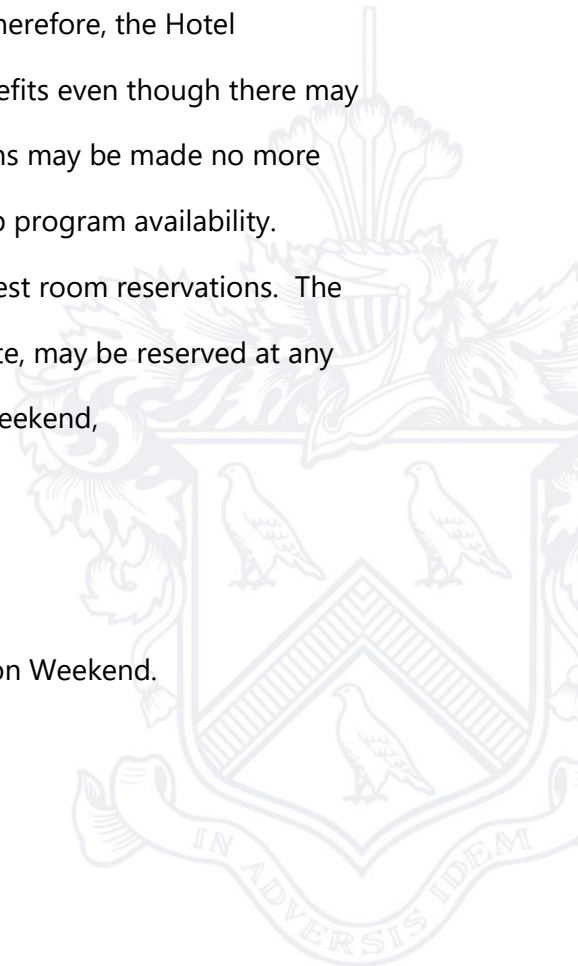 herefore, the Hotel
efits even though there may
ns may be made no more
program availability.
est room reservations. The
te, may be reserved at any
eekend,
on Weekend.
IN ADVERSIS IDEM